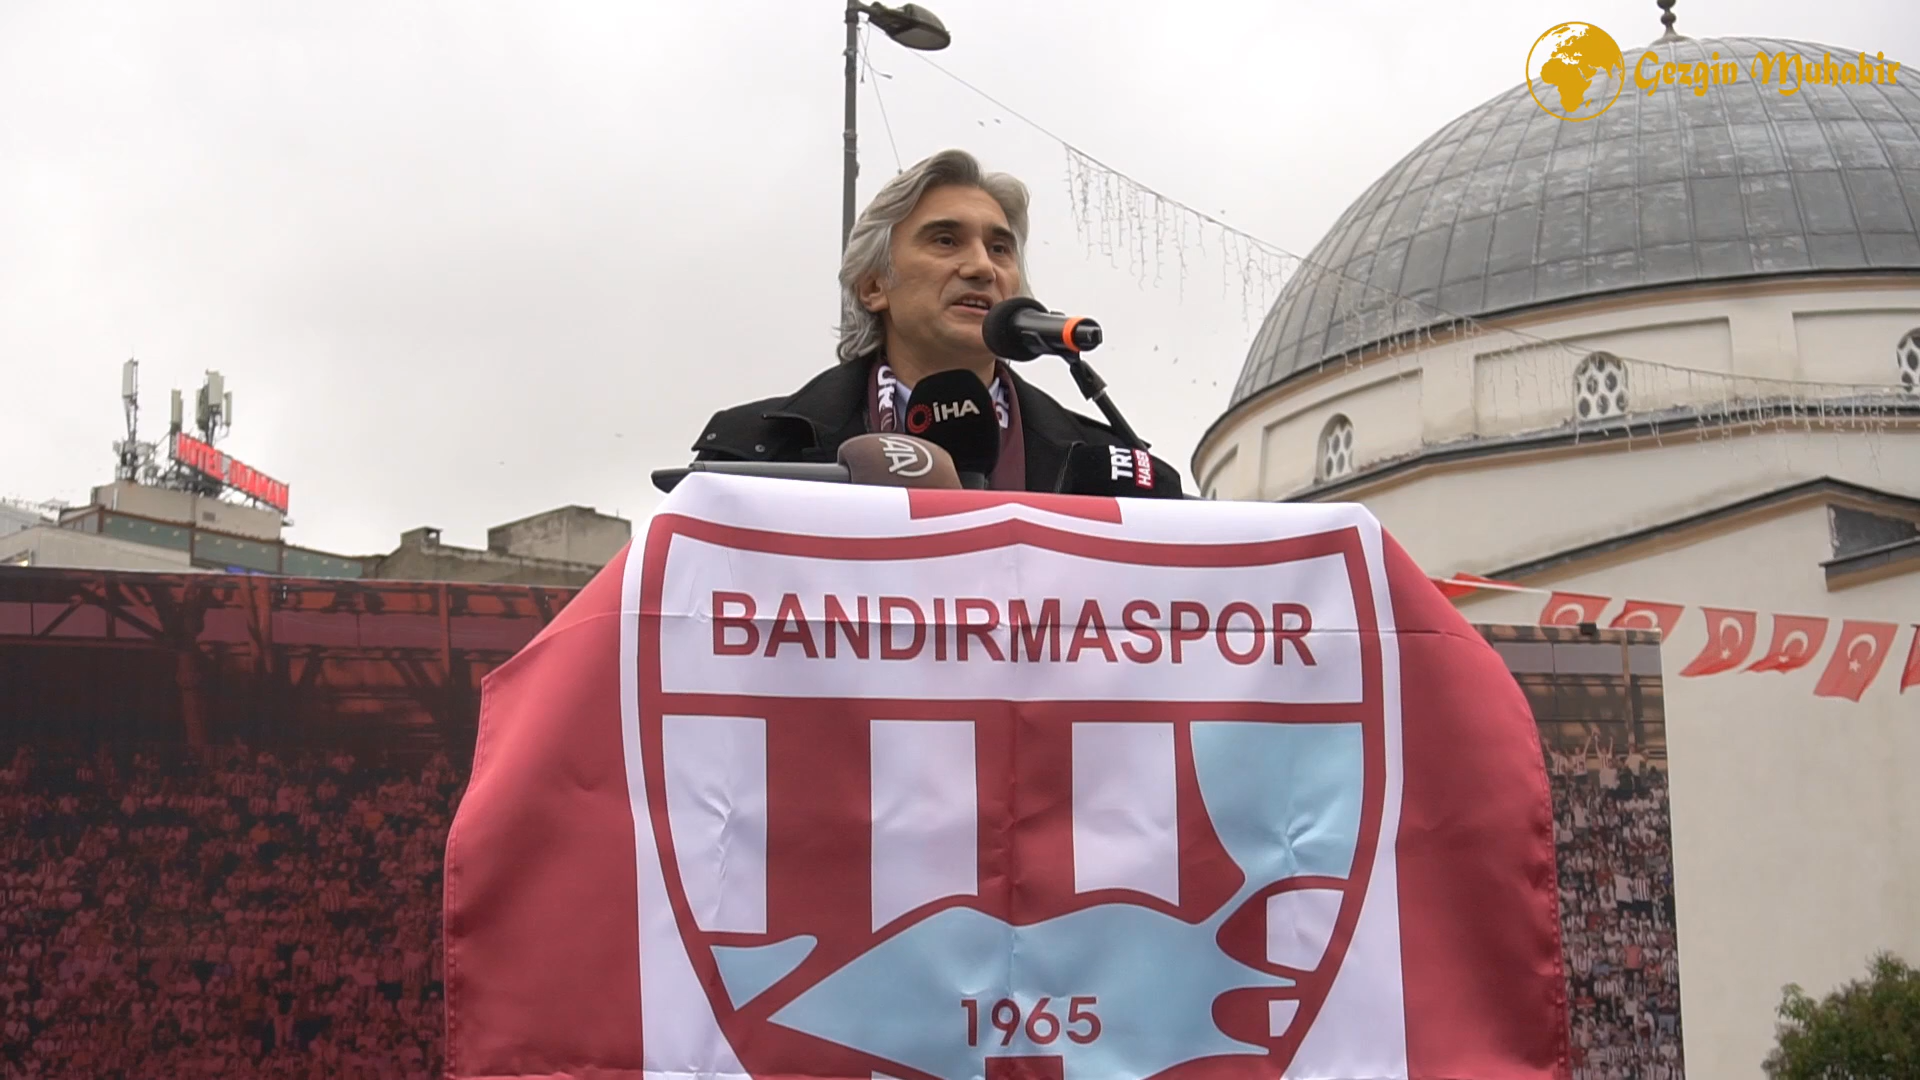 Gezgin Muhabir
İHA
AA
TRT
HABER
BANDIRMASPOR
1965